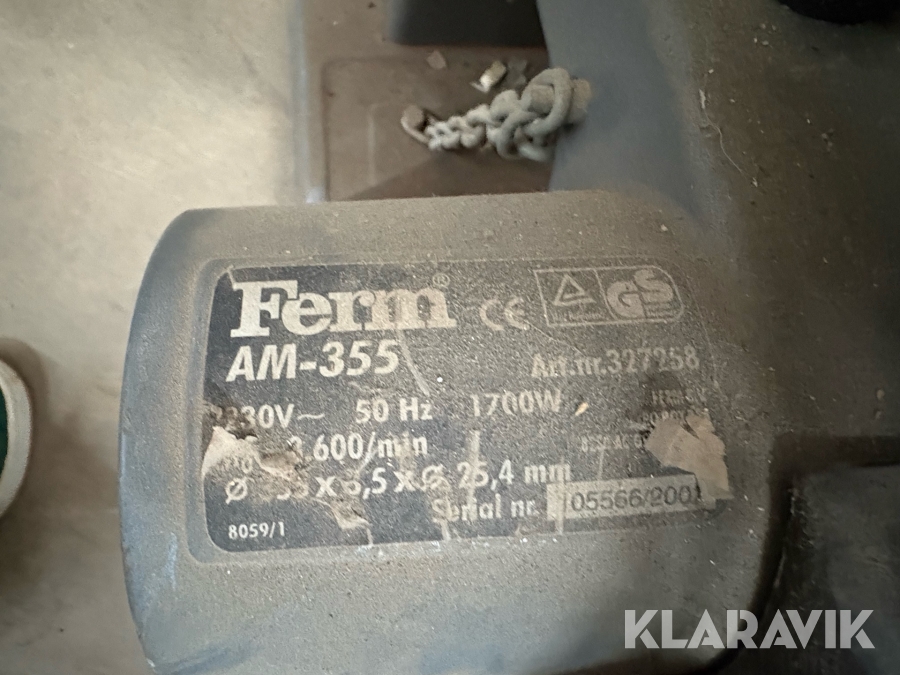 Ferm®
CE
GS
AM-355
Art.nr.327258
230V~ 50 Hz 1700W
.600/min
Ø x ,5 x Ø 25,4 mm
Serial nr. 05566/2001
8059/1
KLARAVIK